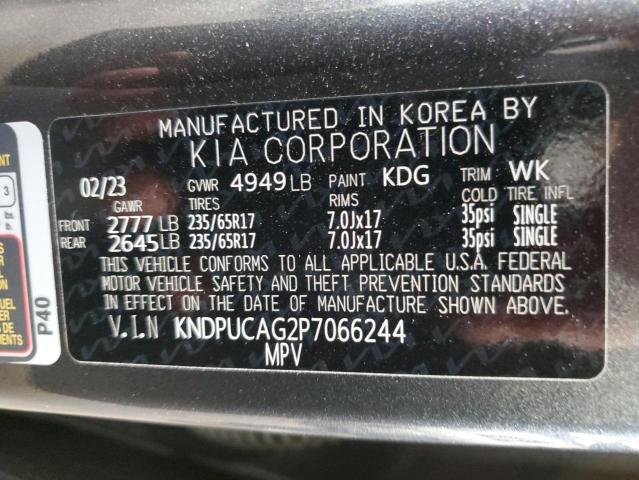 MANUFACTURED IN KOREA BY
KIA CORPORATION
02/23 GVWR 4949 LB PAINT KDG TRIM WK
GAWR TIRES RIMS COLD TIRE INFL
FRONT 2777 LB 235/65R17 7.0Jx17 35psi SINGLE
REAR 2645 LB 235/65R17 7.0Jx17 35psi SINGLE
THIS VEHICLE CONFORMS TO ALL APPLICABLE U.S.A. FEDERAL
MOTOR VEHICLE SAFETY AND THEFT PREVENTION STANDARDS
IN EFFECT ON THE DATE OF MANUFACTURE SHOWN ABOVE.
V.I.N KNDPUCAG2P7066244
MPV
P40
3
lbs.